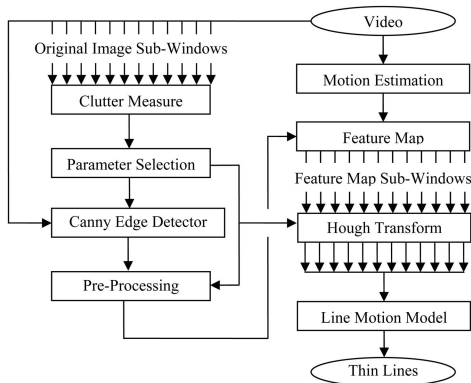 Video
Original Image Sub-Windows
Motion Estimation
Clutter Measure
Feature Map
Parameter Selection
Feature Map Sub-Windows
Canny Edge Detector
Hough Transform
Pre-Processing
Line Motion Model
Thin Lines